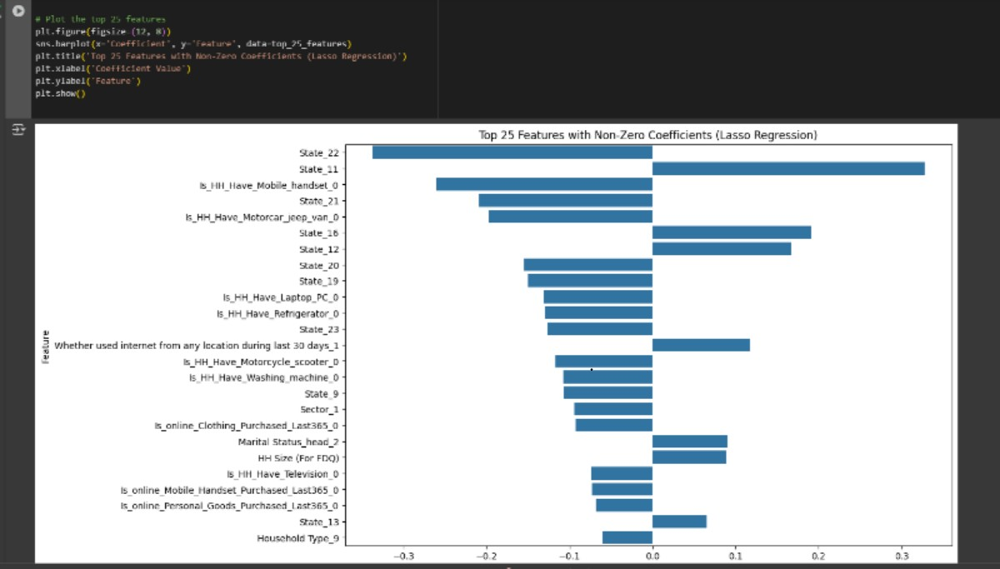 # Plot the top 25 features
plt.figure(figsize=(12, 8))
sns.barplot(x='Coefficient', y='Feature', data=top_25_features)
plt.title('Top 25 Features with Non-Zero Coefficients (Lasso Regression)')
plt.xlabel('Coefficient Value')
plt.ylabel('Feature')
plt.show()
Top 25 Features with Non-Zero Coefficients (Lasso Regression)
State_22
State_11
Is_HH_Have_Mobile_handset_0
State_21
Is_HH_Have_Motorcar_jeep_van_0
State_16
State_12
State_20
State_19
Is_HH_Have_Laptop_PC_0
Is_HH_Have_Refrigerator_0
State_23
Feature
Whether used internet from any location during last 30 days_1
Is_HH_Have_Motorcycle_scooter_0
Is_HH_Have_Washing_machine_0
State_9
Sector_1
Is_online_Clothing_Purchased_Last365_0
Marital Status_head_2
HH Size (For FDQ)
Is_HH_Have_Television_0
Is_online_Mobile_Handset_Purchased_Last365_0
Is_online_Personal_Goods_Purchased_Last365_0
State_13
Household Type_9
−0.3 −0.2 −0.1 0.0 0.1 0.2 0.3